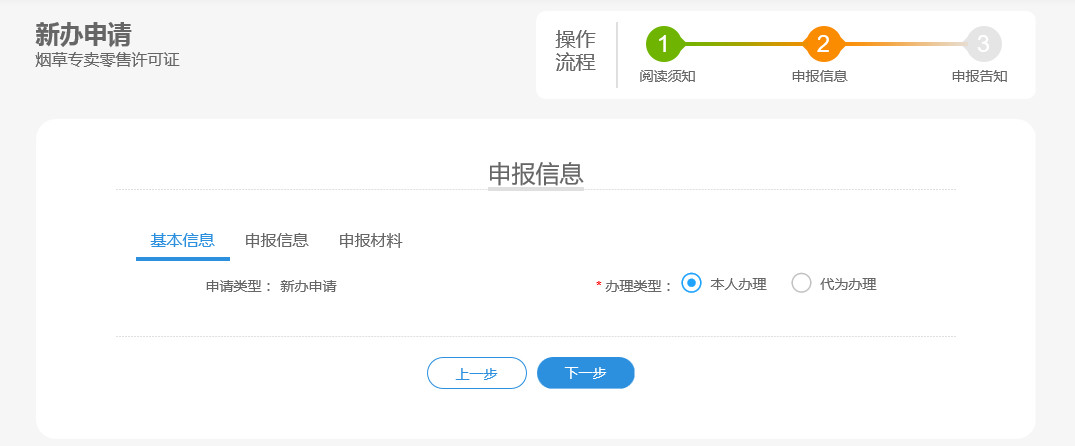 新办申请
烟草专卖零售许可证
操作
流程
1 2 3
阅读须知 申报信息 申报告知
申报信息
基本信息 申报信息 申报材料
申请类型： 新办申请 * 办理类型： 本人办理 代为办理
上一步 下一步